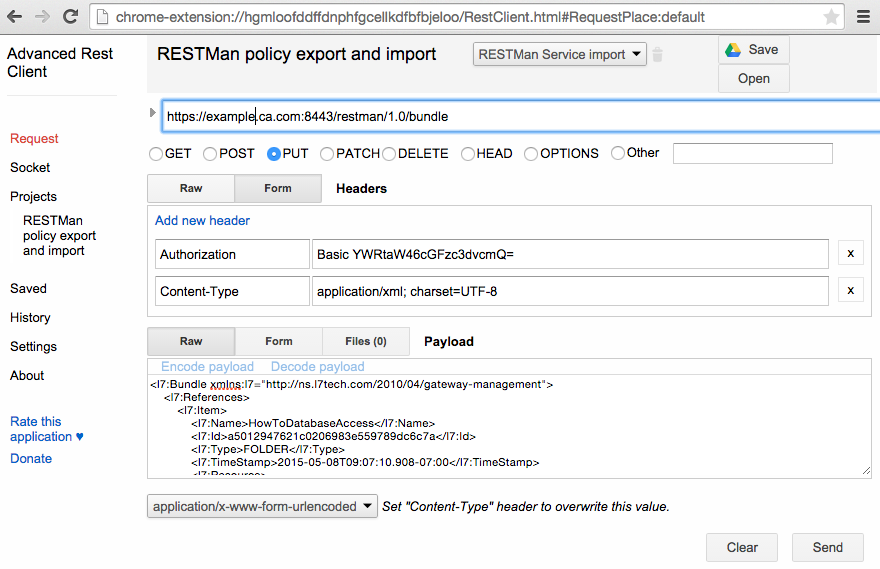 chrome-extension://hgmloofddffdnphfgcellkdfbfbjeloo/RestClient.html#RequestPlace:default
Advanced Rest
Client
RESTMan policy export and import
RESTMan Service import
Save
Open
https://example.ca.com:8443/restman/1.0/bundle
GET POST PUT PATCH DELETE HEAD OPTIONS Other
Request
Socket
Projects
RESTMan
policy export
and import
Saved
History
Settings
About
Rate this
application ♥
Donate
Raw Form Headers
Add new header
Authorization Basic YWRtaW46cGFzc3dvcmQ= x
Content-Type application/xml; charset=UTF-8 x
Raw Form Files (0) Payload
Encode payload Decode payload
<l7:Bundle xmlns:l7="http://ns.l7tech.com/2010/04/gateway-management">
<l7:References>
<l7:Item>
<l7:Name>HowToDatabaseAccess</l7:Name>
<l7:Id>a5012947621c0206983e559789dc6c7a</l7:Id>
<l7:Type>FOLDER</l7:Type>
<l7:TimeStamp>2015-05-08T09:07:10.908-07:00</l7:TimeStamp>
<l7:Resource>
application/x-www-form-urlencoded Set "Content-Type" header to overwrite this value.
Clear Send